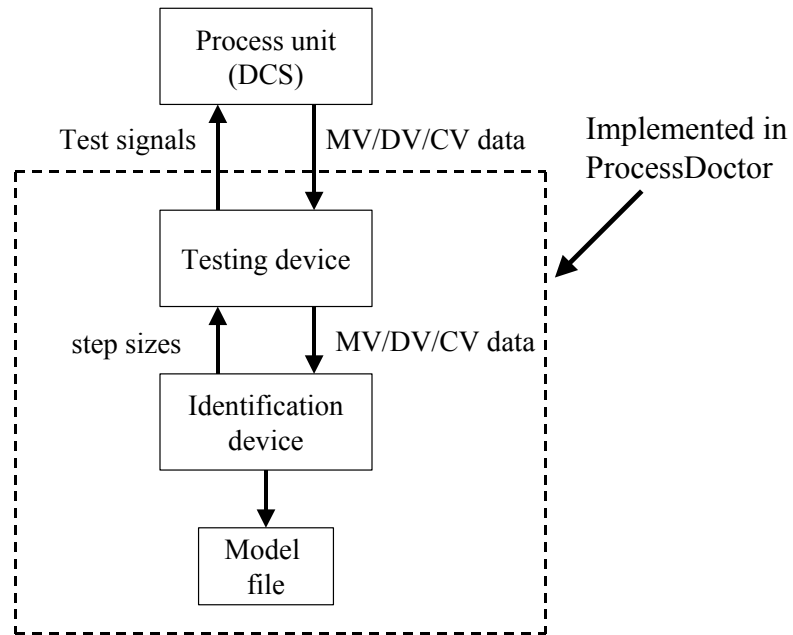 Process unit
(DCS)
Test signals
MV/DV/CV data
Implemented in
ProcessDoctor
Testing device
step sizes
MV/DV/CV data
Identification
device
Model
file